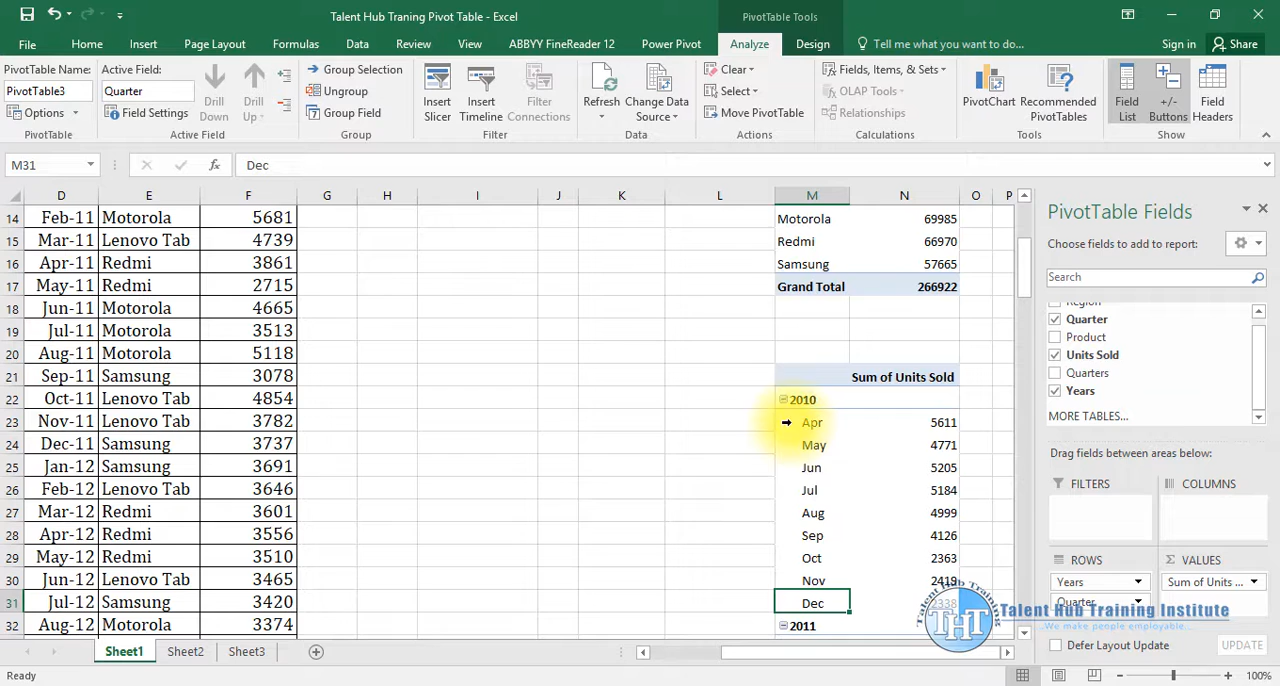 Talent Hub Traning Pivot Table - Excel
PivotTable Tools
File Home Insert Page Layout Formulas Data Review View ABBYY FineReader 12 Power Pivot Analyze Design Tell me what you want to do... Sign in Share
PivotTable Name:
PivotTable3
Options
PivotTable
Active Field:
Quarter
Field Settings
Drill Down
Drill Up
Active Field
Group Selection
Ungroup
Group Field
Group
Insert Slicer
Insert Timeline
Filter Connections
Filter
Refresh
Change Data Source
Data
Clear
Select
Move PivotTable
Actions
Fields, Items, & Sets
OLAP Tools
Relationships
Calculations
PivotChart
Recommended PivotTables
Tools
Field List
+/- Buttons
Field Headers
Show
M31 fx Dec
D E F G H I J K L M N O P
14 Feb-11 Motorola 5681 Motorola 69985
15 Mar-11 Lenovo Tab 4739 Redmi 66970
16 Apr-11 Redmi 3861 Samsung 57665
17 May-11 Redmi 2715 Grand Total 266922
18 Jun-11 Motorola 4665
19 Jul-11 Motorola 3513
20 Aug-11 Motorola 5118
21 Sep-11 Samsung 3078 Sum of Units Sold
22 Oct-11 Lenovo Tab 4854 2010
23 Nov-11 Lenovo Tab 3782 Apr 5611
24 Dec-11 Samsung 3737 May 4771
25 Jan-12 Samsung 3691 Jun 5205
26 Feb-12 Lenovo Tab 3646 Jul 5184
27 Mar-12 Redmi 3601 Aug 4999
28 Apr-12 Redmi 3556 Sep 4126
29 May-12 Redmi 3510 Oct 2363
30 Jun-12 Lenovo Tab 3465 Nov 2419
31 Jul-12 Samsung 3420 Dec 2338
32 Aug-12 Motorola 3374 2011
PivotTable Fields
Choose fields to add to report:
Search
Region
Quarter
Product
Units Sold
Quarters
Years
MORE TABLES...
Drag fields between areas below:
FILTERS
COLUMNS
ROWS
Years
Quarter
Σ VALUES
Sum of Units ...
Talent Hub Training
THT
Talent Hub Training Institute
We make people employable...
Defer Layout Update UPDATE
Sheet1 Sheet2 Sheet3
Ready 100%